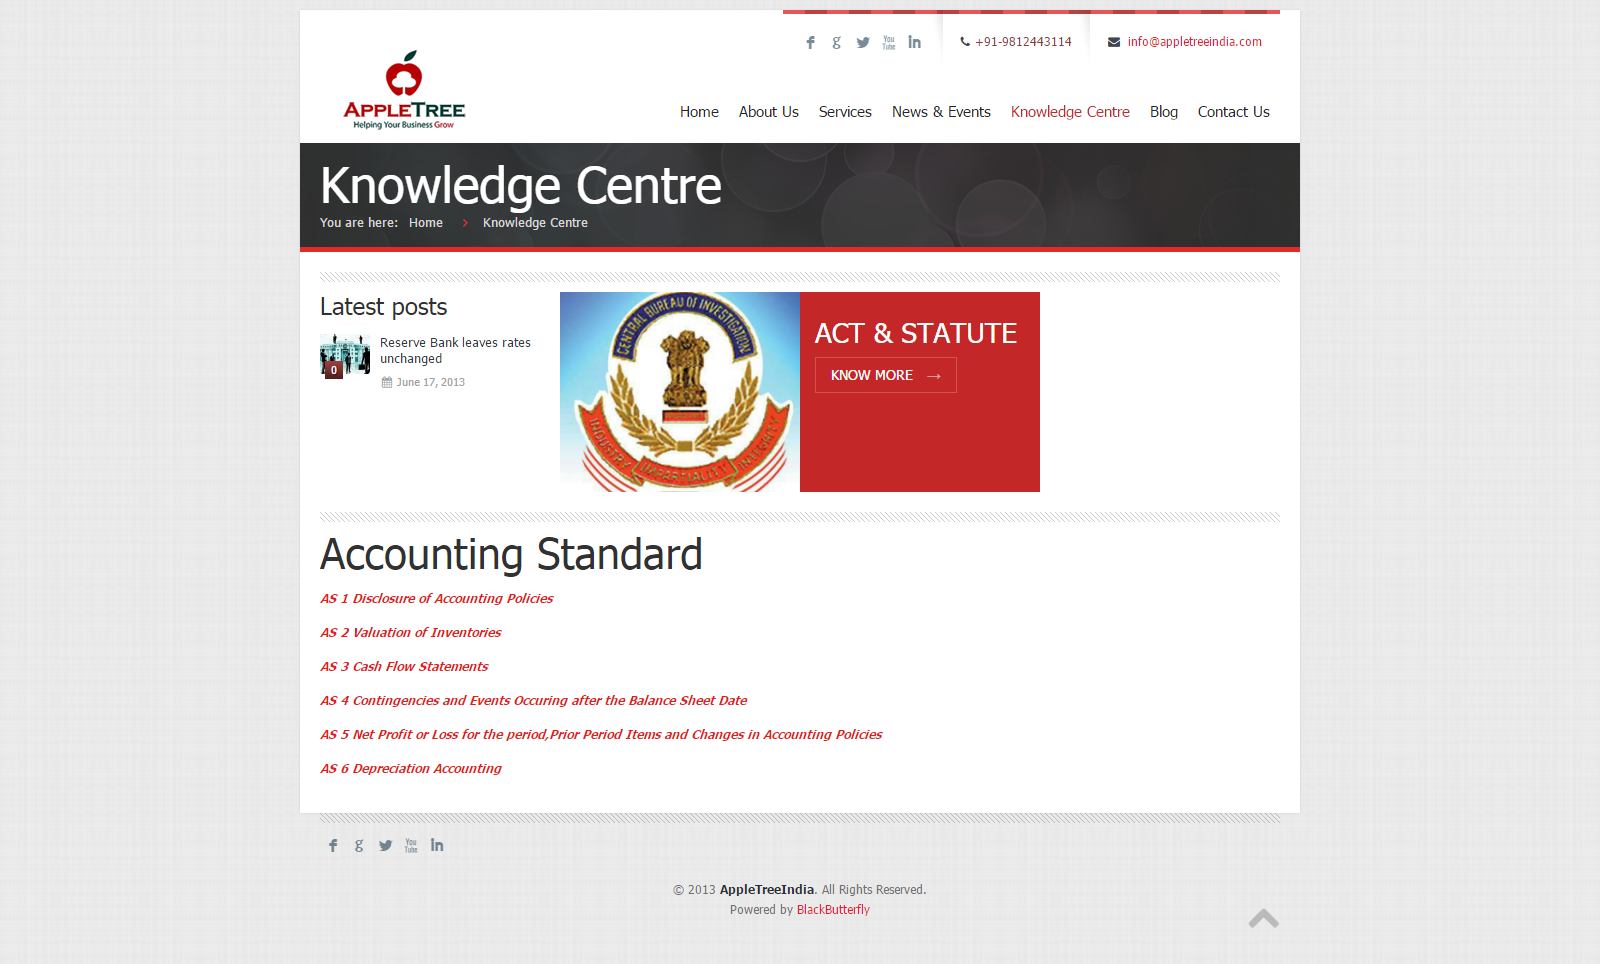 You
Tube
+91-9812443114
info@appletreeindia.com
APPLETREE
Helping Your Business Grow
Home
About Us
Services
News & Events
Knowledge Centre
Blog
Contact Us
Knowledge Centre
You are here: Home > Knowledge Centre
Latest posts
Reserve Bank leaves rates
unchanged
0
June 17, 2013
CENTRAL BUREAU OF INVESTIGATION
INDUSTRY IMPARTIALITY INTEGRITY
ACT & STATUTE
KNOW MORE →
Accounting Standard
AS 1 Disclosure of Accounting Policies
AS 2 Valuation of Inventories
AS 3 Cash Flow Statements
AS 4 Contingencies and Events Occuring after the Balance Sheet Date
AS 5 Net Profit or Loss for the period,Prior Period Items and Changes in Accounting Policies
AS 6 Depreciation Accounting
You
Tube
© 2013 AppleTreeIndia. All Rights Reserved.
Powered by BlackButterfly